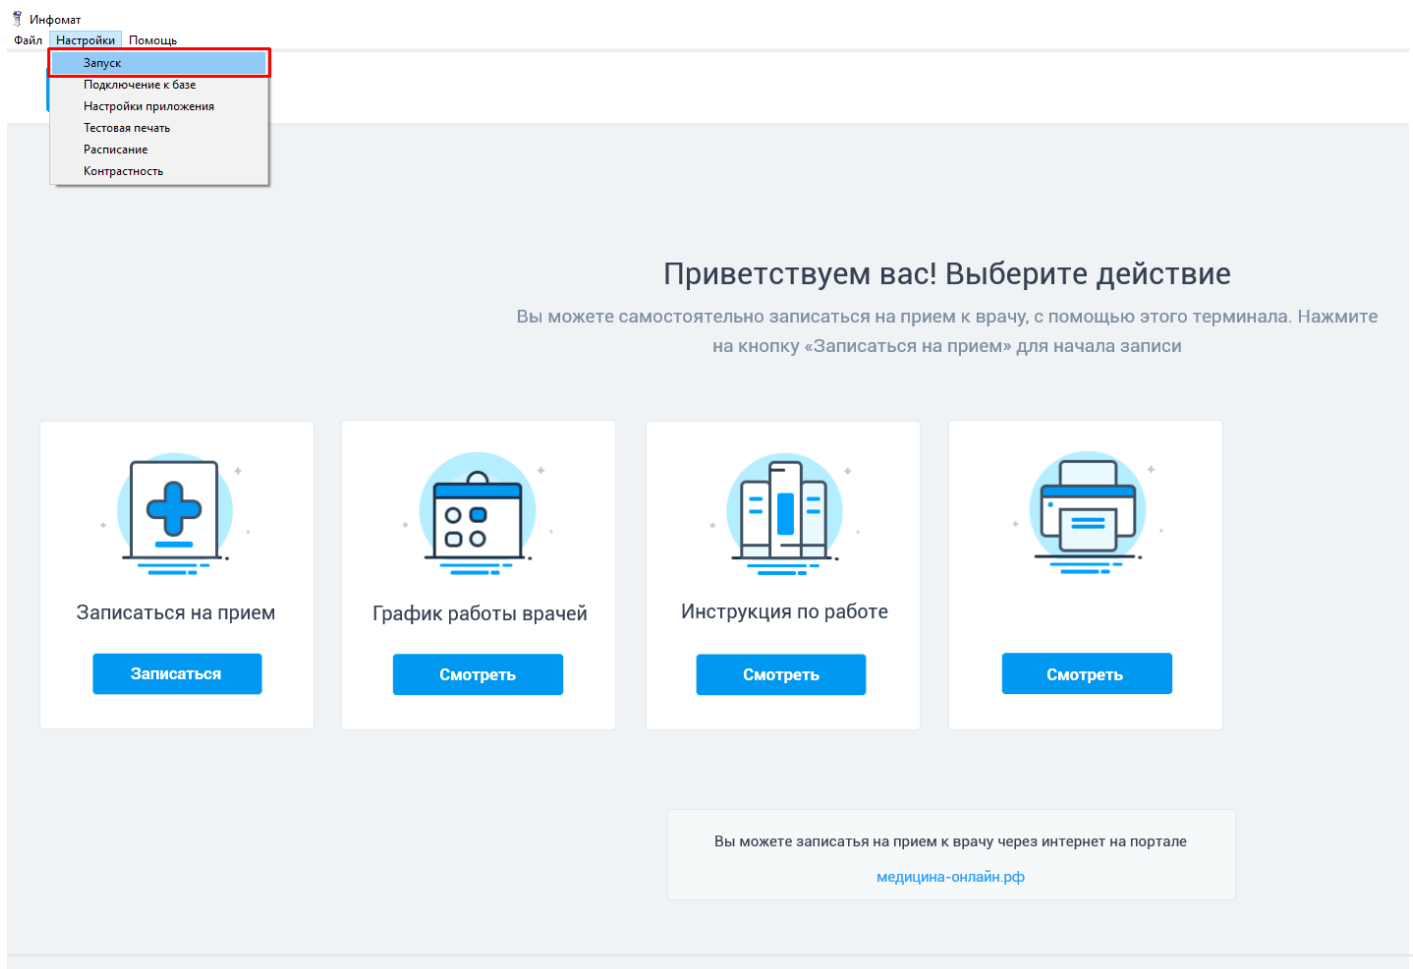 Инфомат
Файл Настройки Помощь
Запуск
Подключение к базе
Настройки приложения
Тестовая печать
Расписание
Контрастность
Приветствуем вас! Выберите действие
Вы можете самостоятельно записаться на прием к врачу, с помощью этого терминала. Нажмите
на кнопку «Записаться на прием» для начала записи
Записаться на прием
Записаться
График работы врачей
Смотреть
Инструкция по работе
Смотреть
Смотреть
Вы можете записатья на прием к врачу через интернет на портале
медицина-онлайн.рф